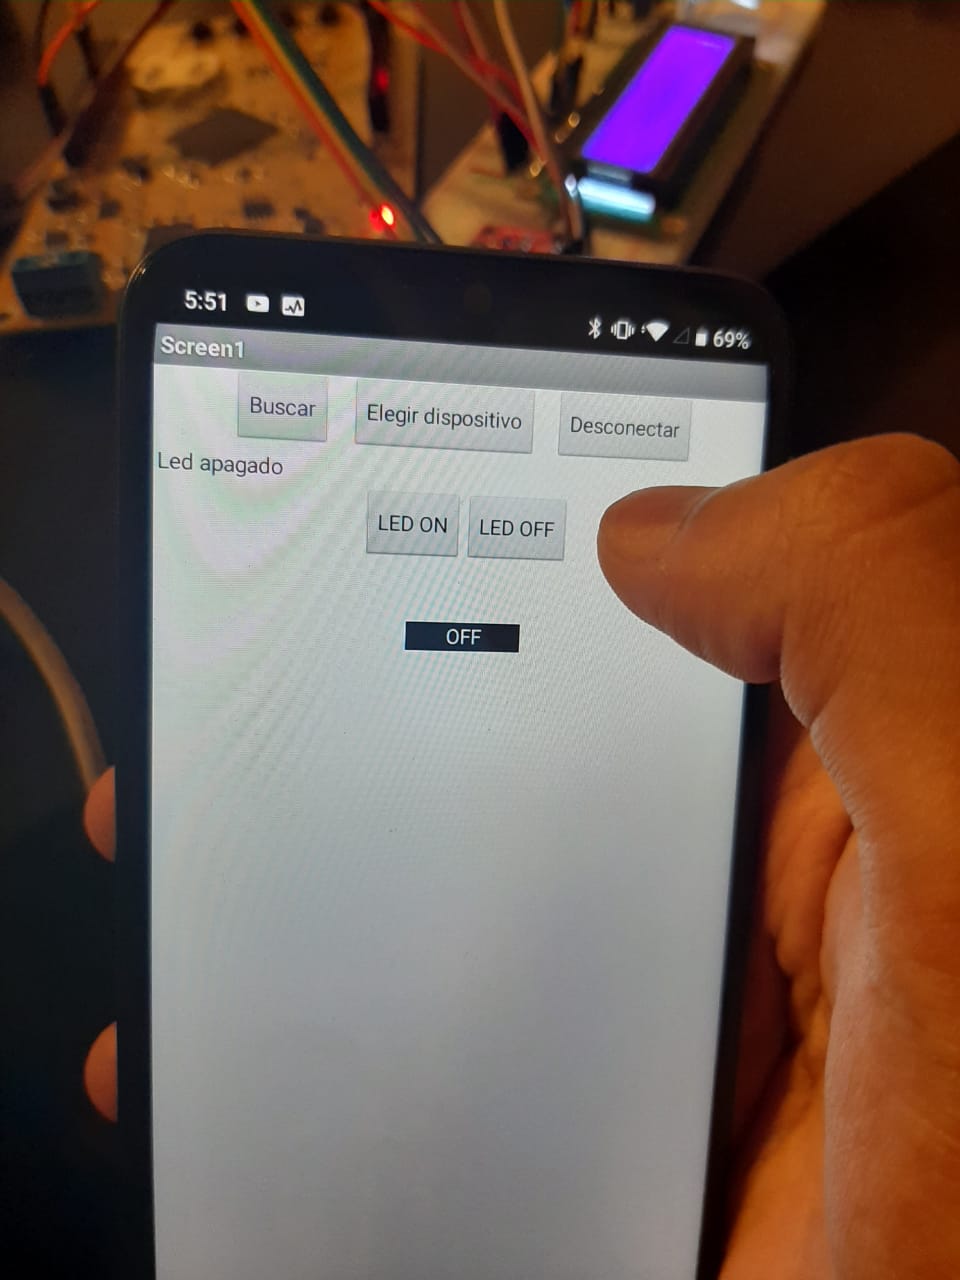 5:51
69%
Screen1
Buscar
Elegir dispositivo
Desconectar
Led apagado
LED ON
LED OFF
OFF